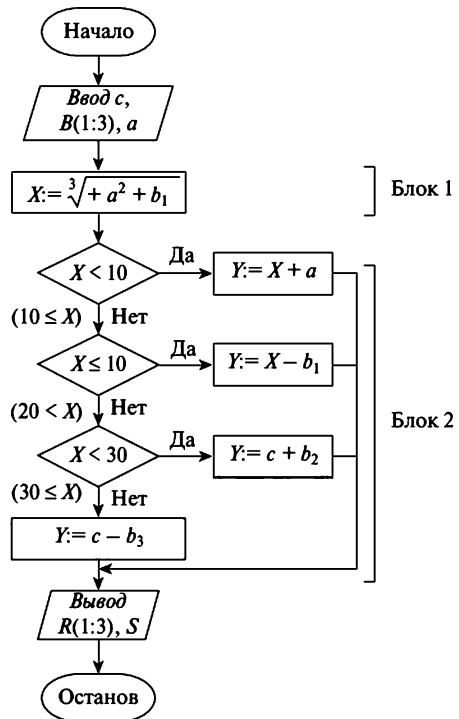 Начало
Ввод c,
B(1:3), a
X:= ∛(+ a² + b₁)
Блок 1
X < 10
Да
Y:= X + a
(10 ≤ X) Нет
X ≤ 10
Да
Y:= X – b₁
(20 < X) Нет
Блок 2
X < 30
Да
Y:= c + b₂
(30 ≤ X) Нет
Y:= c – b₃
Вывод
R(1:3), S
Останов